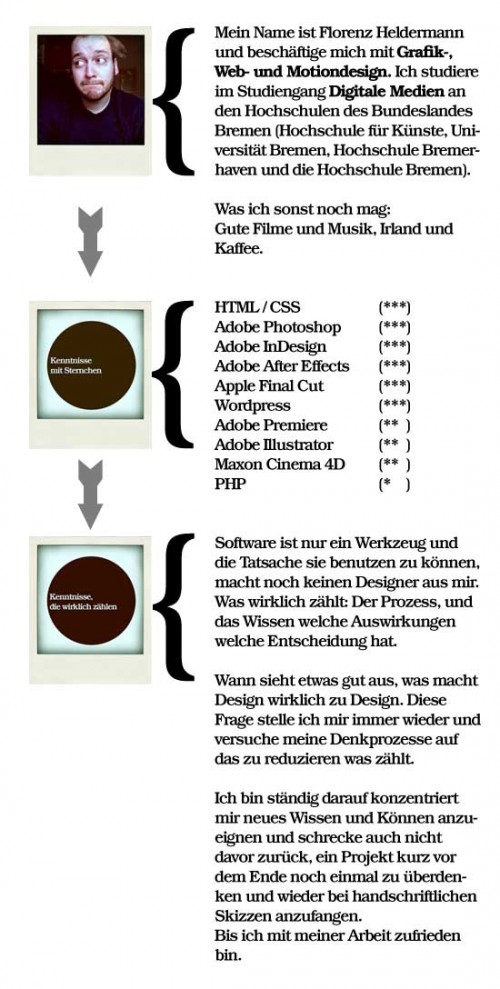 Mein Name ist Florenz Heldermann
und beschäftige mich mit Grafik-,
Web- und Motiondesign. Ich studiere
im Studiengang Digitale Medien an
den Hochschulen des Bundeslandes
Bremen (Hochschule für Künste, Uni-
versität Bremen, Hochschule Bremer-
haven und die Hochschule Bremen).
Was ich sonst noch mag:
Gute Filme und Musik, Irland und
Kaffee.
Kenntnisse
mit Sternchen
HTML / CSS (***)
Adobe Photoshop (***)
Adobe InDesign (***)
Adobe After Effects (***)
Apple Final Cut (***)
Wordpress (***)
Adobe Premiere (** )
Adobe Illustrator (** )
Maxon Cinema 4D (** )
PHP (* )
Kenntnisse,
die wirklich zählen
Software ist nur ein Werkzeug und
die Tatsache sie benutzen zu können,
macht noch keinen Designer aus mir.
Was wirklich zählt: Der Prozess, und
das Wissen welche Auswirkungen
welche Entscheidung hat.
Wann sieht etwas gut aus, was macht
Design wirklich zu Design. Diese
Frage stelle ich mir immer wieder und
versuche meine Denkprozesse auf
das zu reduzieren was zählt.
Ich bin ständig darauf konzentriert
mir neues Wissen und Können anzu-
eignen und schrecke auch nicht
davor zurück, ein Projekt kurz vor
dem Ende noch einmal zu überden-
ken und wieder bei handschriftlichen
Skizzen anzufangen.
Bis ich mit meiner Arbeit zufrieden
bin.